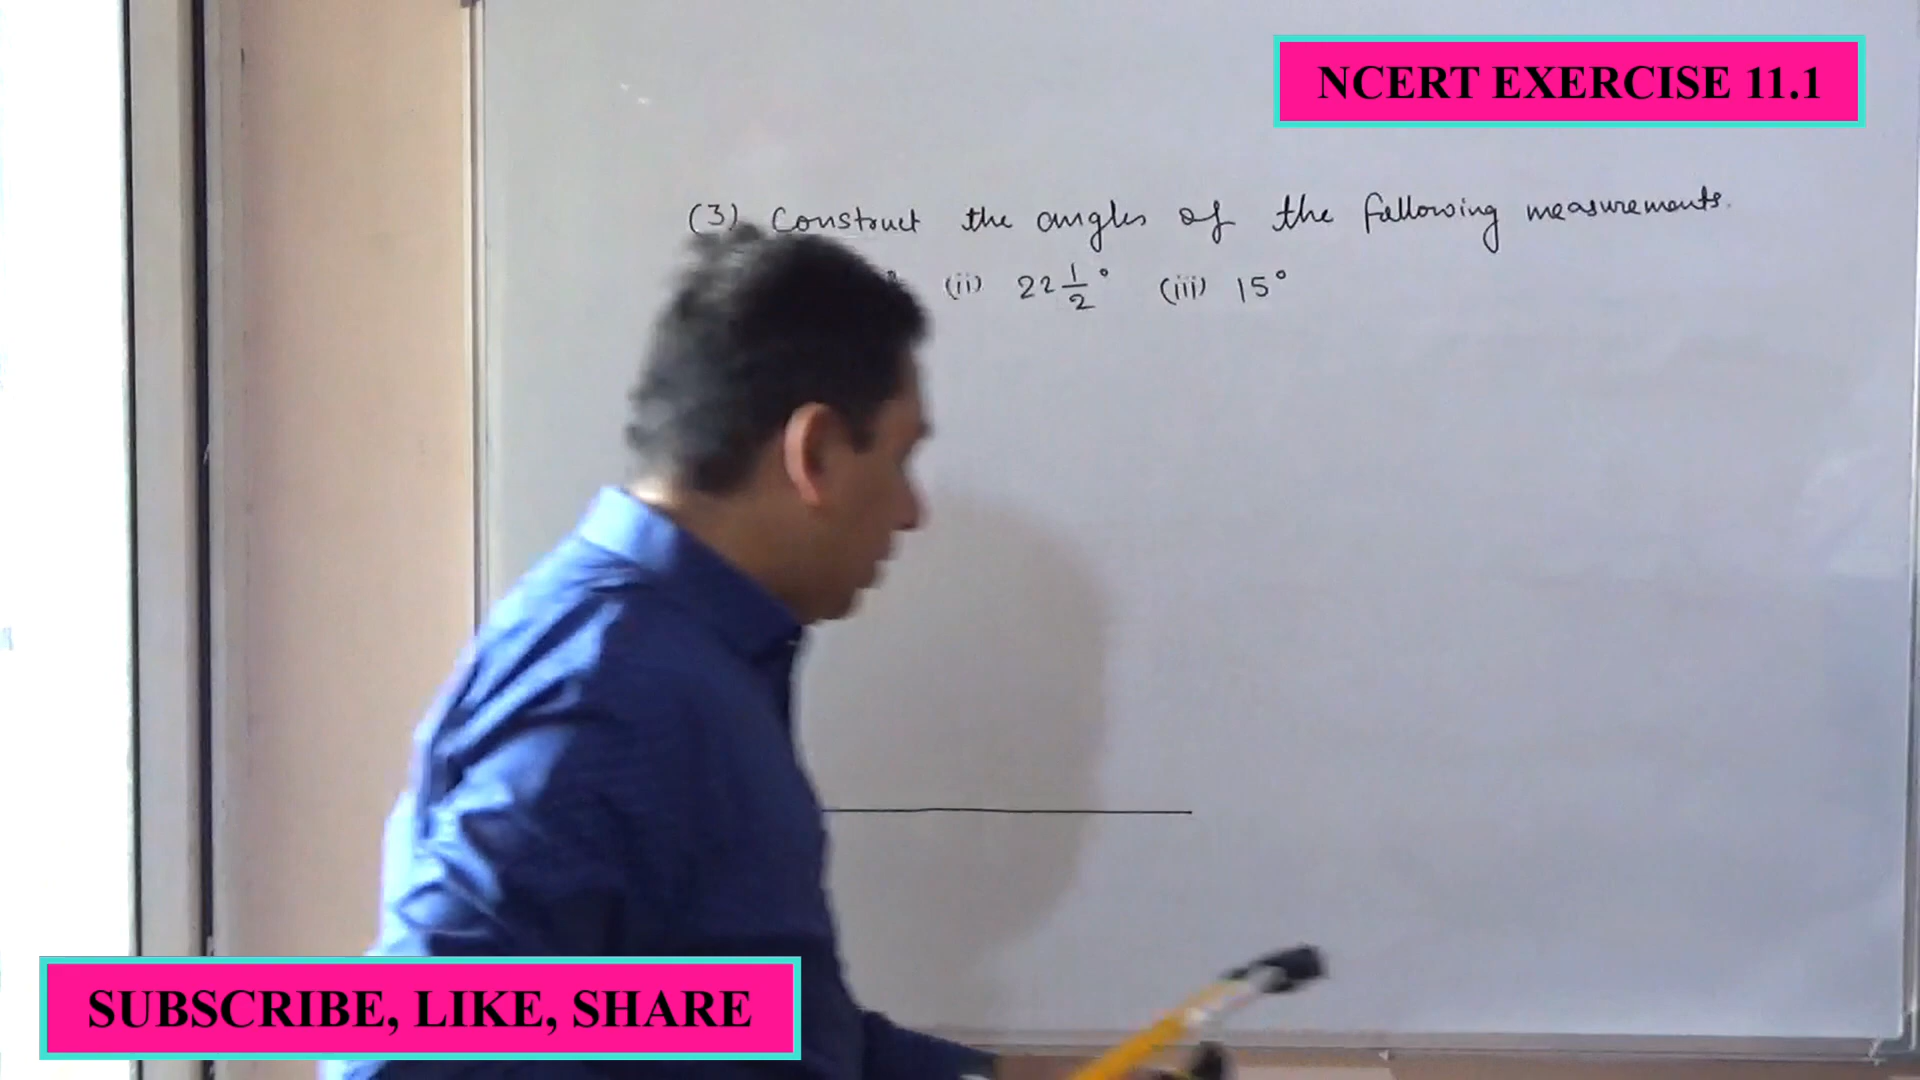 NCERT EXERCISE 11.1
(3) Construct the angles of the following measurements.
(ii) 22 1/2° (iii) 15°
SUBSCRIBE, LIKE, SHARE